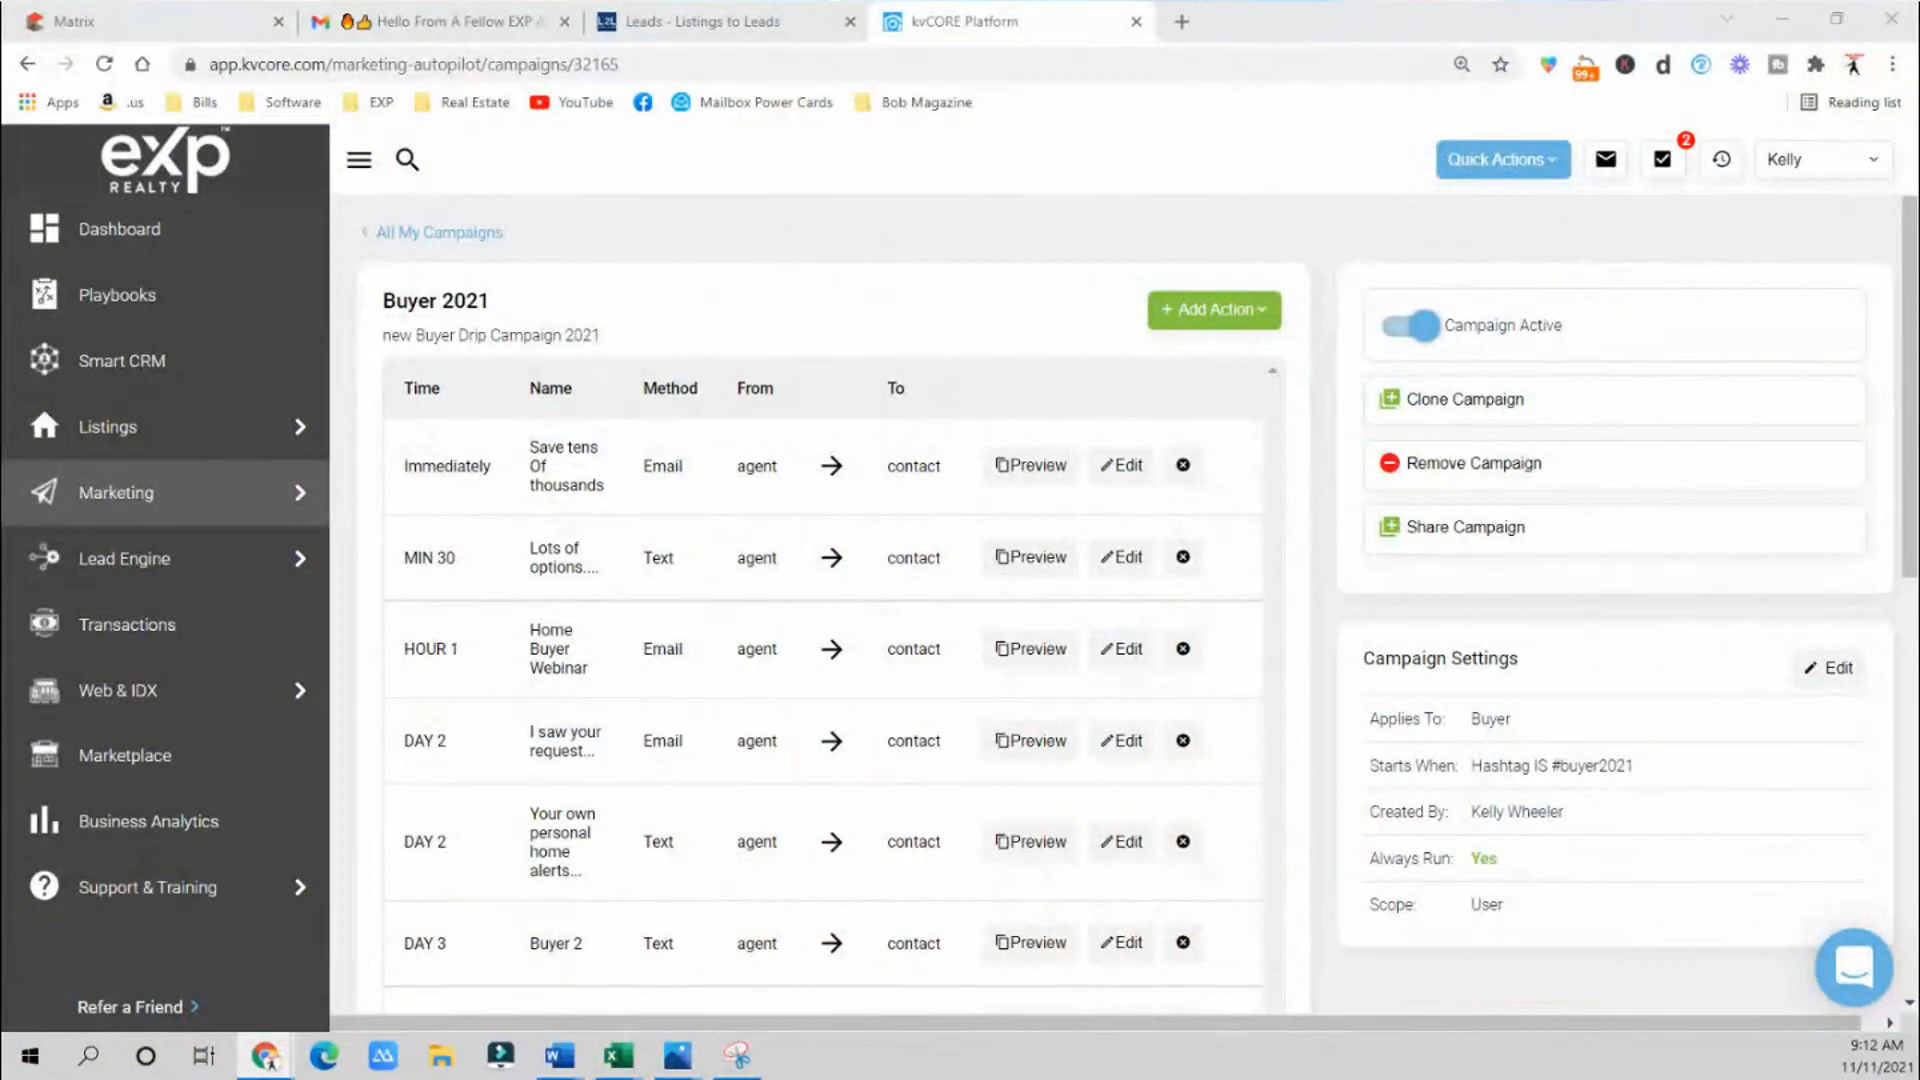 Matrix
Hello From A Fellow EXP
L2L
Leads - Listings to Leads
kvCORE Platform
app.kvcore.com/marketing-autopilot/campaigns/32165
99+
Apps
.us
Bills
Software
EXP
Real Estate
YouTube
Mailbox Power Cards
Bob Magazine
Reading list
eXp
REALTY
Quick Actions
2
Kelly
Dashboard
Playbooks
Smart CRM
Listings
Marketing
Lead Engine
Transactions
Web & IDX
Marketplace
Business Analytics
Support & Training
Refer a Friend
All My Campaigns
Buyer 2021
new Buyer Drip Campaign 2021
+ Add Action
Time Name Method From To
Immediately Save tens Of thousands Email agent contact Preview Edit
MIN 30 Lots of options.... Text agent contact Preview Edit
HOUR 1 Home Buyer Webinar Email agent contact Preview Edit
DAY 2 I saw your request... Email agent contact Preview Edit
DAY 2 Your own personal home alerts... Text agent contact Preview Edit
DAY 3 Buyer 2 Text agent contact Preview Edit
Campaign Active
Clone Campaign
Remove Campaign
Share Campaign
Campaign Settings
Edit
Applies To: Buyer
Starts When: Hashtag IS #buyer2021
Created By: Kelly Wheeler
Always Run: Yes
Scope: User
9:12 AM
11/11/2021